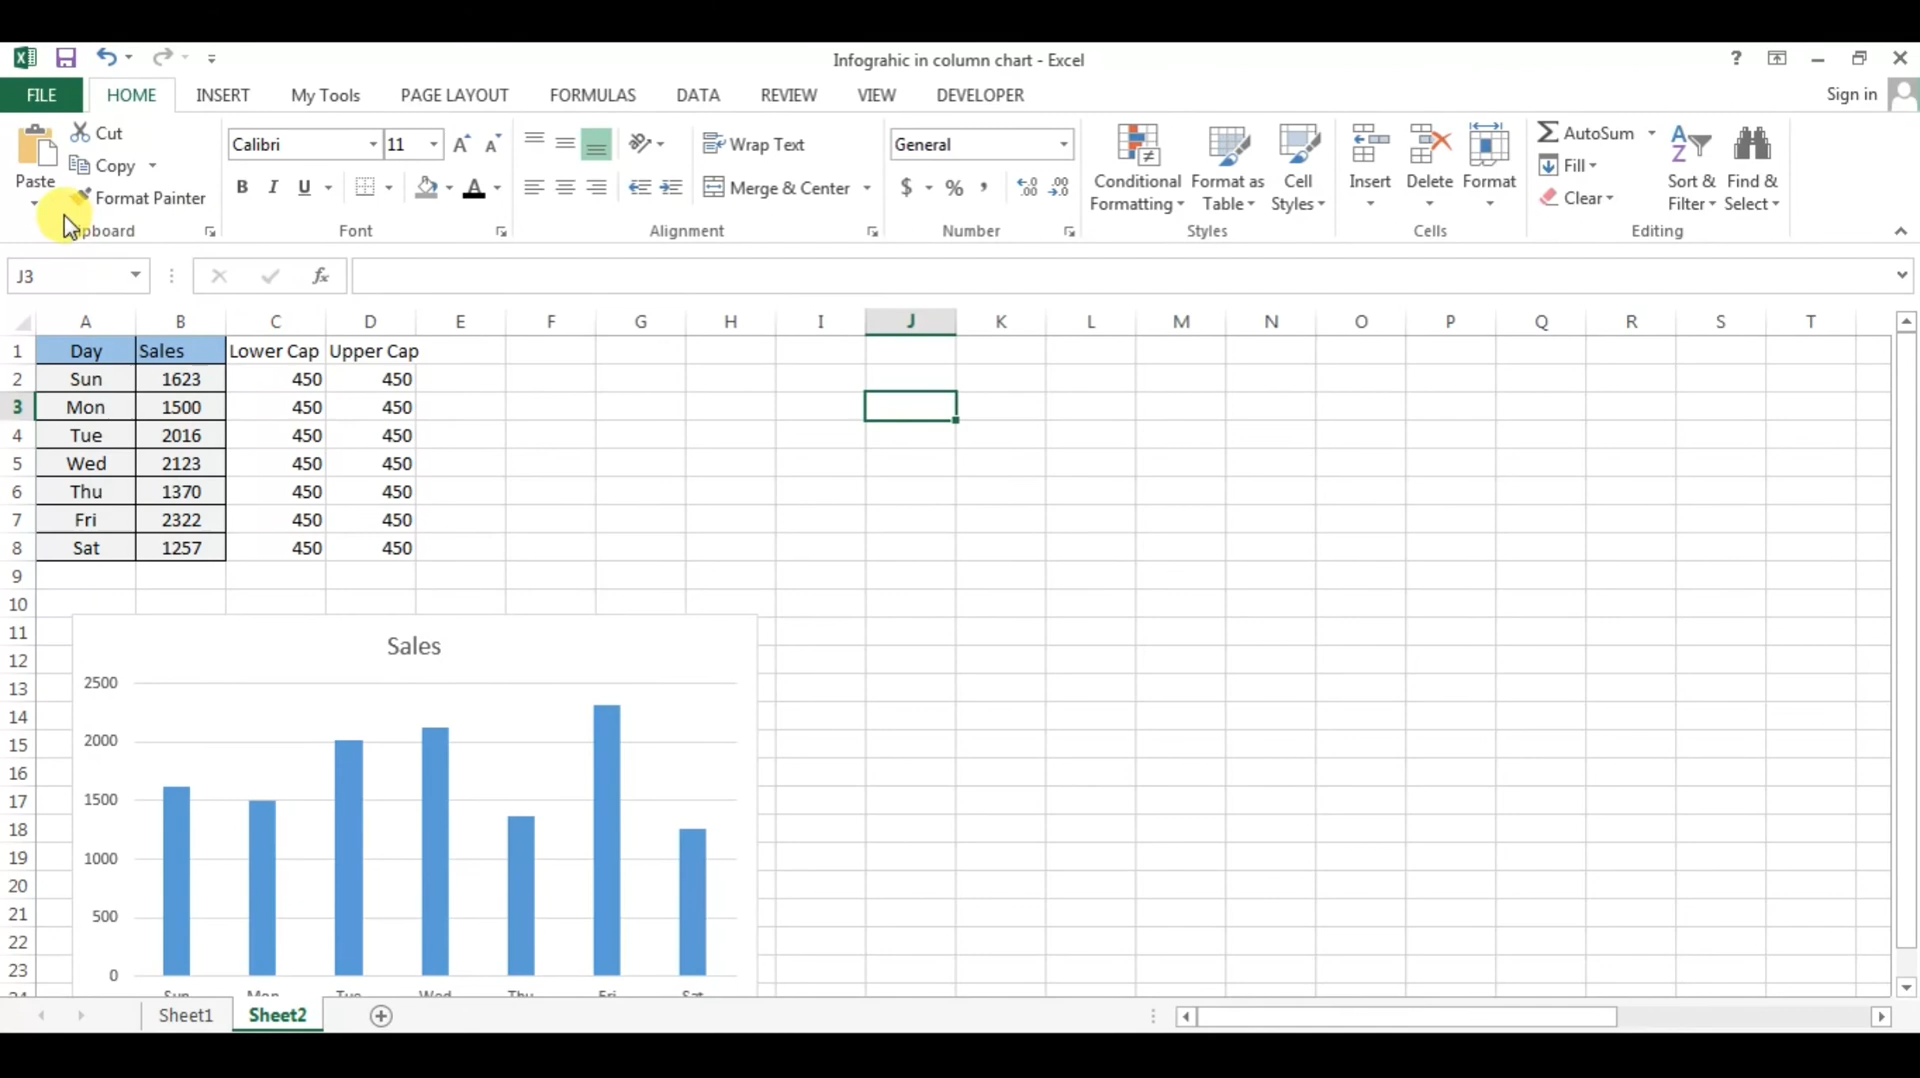 Infograhic in column chart - Excel
?
FILE HOME INSERT My Tools PAGE LAYOUT FORMULAS DATA REVIEW VIEW DEVELOPER Sign in
Paste
Cut
Copy
Format Painter
Clipboard
Calibri 11
B I U A
Font
Wrap Text
Merge & Center
Alignment
General
$ % ,
Number
Conditional Formatting
Format as Table
Cell Styles
Styles
Insert
Delete
Format
Cells
AutoSum
Fill
Clear
Sort & Filter
Find & Select
Editing
J3 fx
A B C D E F G H I J K L M N O P Q R S T
1 Day Sales Lower Cap Upper Cap
2 Sun 1623 450 450
3 Mon 1500 450 450
4 Tue 2016 450 450
5 Wed 2123 450 450
6 Thu 1370 450 450
7 Fri 2322 450 450
8 Sat 1257 450 450
9
10
11
12
13
14
15
16
17
18
19
20
21
22
23
24
Sales
2500
2000
1500
1000
500
0
Sun Mon Tue Wed Thu Fri Sat
Sheet1 Sheet2